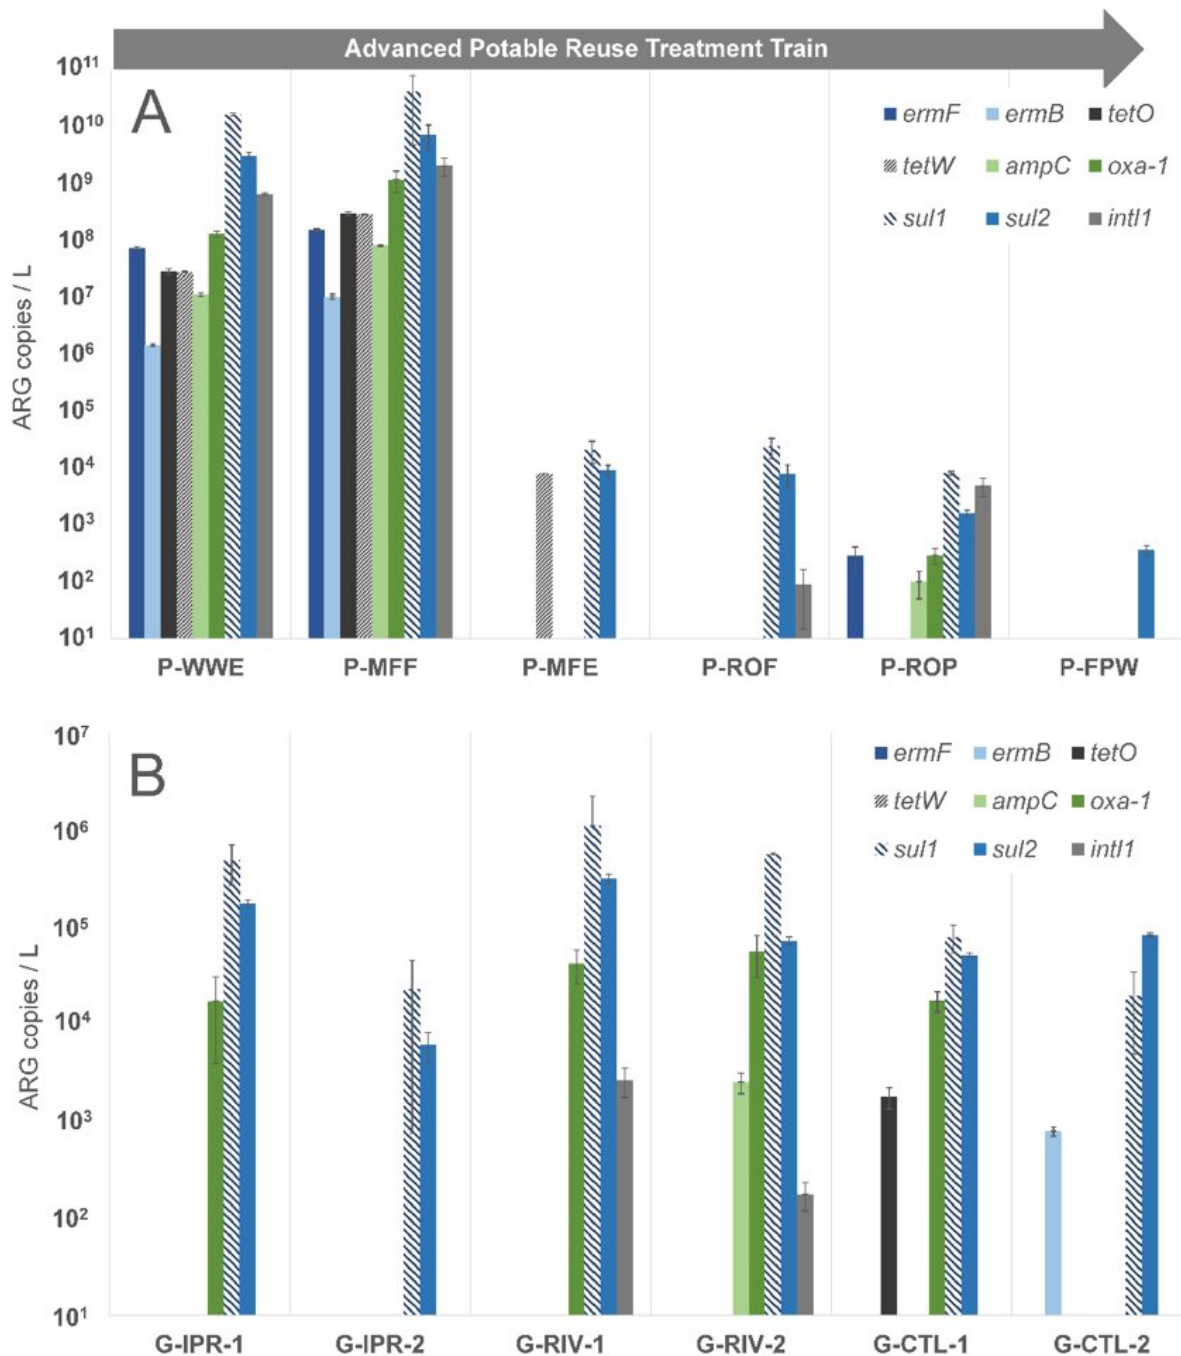 Advanced Potable Reuse Treatment Train
A
ARG copies / L
10¹¹
10¹⁰
10⁹
10⁸
10⁷
10⁶
10⁵
10⁴
10³
10²
10¹
ermF ermB tetO
tetW ampC oxa-1
sul1 sul2 intI1
P-WWE P-MFF P-MFE P-ROF P-ROP P-FPW
B
ARG copies / L
10⁷
10⁶
10⁵
10⁴
10³
10²
10¹
ermF ermB tetO
tetW ampC oxa-1
sul1 sul2 intI1
G-IPR-1 G-IPR-2 G-RIV-1 G-RIV-2 G-CTL-1 G-CTL-2